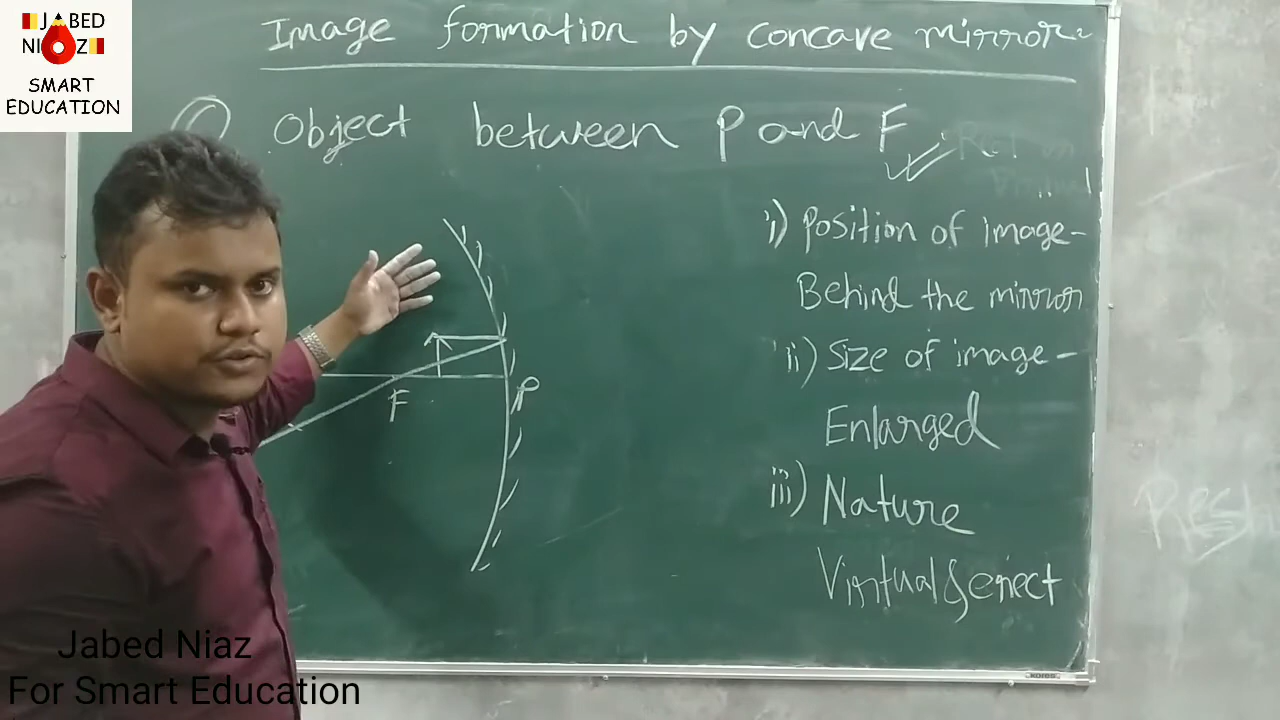 JABED
NIAZ
SMART
EDUCATION
Image formation by concave mirror
Object between P and F
i) Position of image-
Behind the mirror
ii) Size of image-
Enlarged
iii) Nature
Virtual & erect
F
P
KORES
Jabed Niaz
For Smart Education